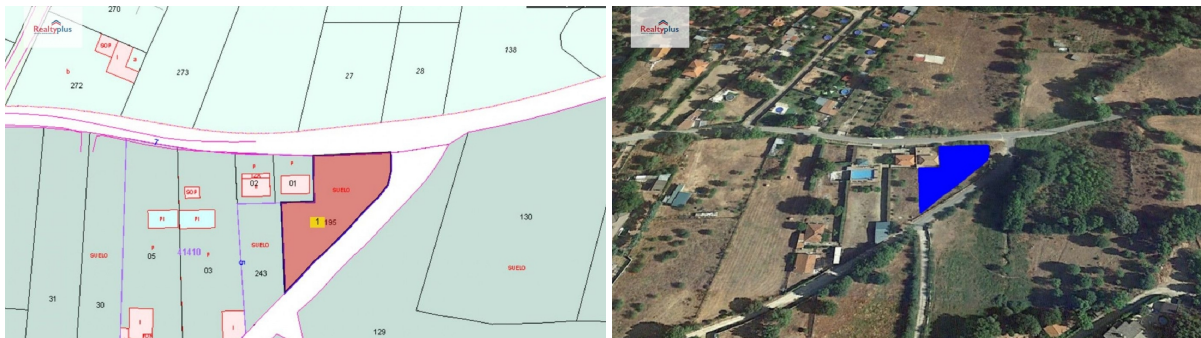 Realtyplus
270
SOP
I
a
b
272
273
27
28
138
7
P
P
02
01
SUELO
1
195
SOP
PI
PI
P
05
P
03
41410
SUELO
SUELO
5
243
31
30
I
I
129
130
SUELO
Realtyplus